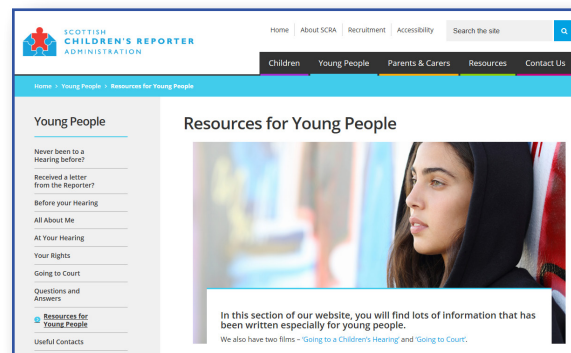 SCOTTISH
CHILDREN'S REPORTER
ADMINISTRATION
Home About SCRA Recruitment Accessibility Search the site
Children Young People Parents & Carers Resources Contact Us
Home > Young People > Resources for Young People
Young People
Never been to a
Hearing before?
Received a letter
from the Reporter?
Before your Hearing
All About Me
At Your Hearing
Your Rights
Going to Court
Questions and
Answers
Resources for
Young People
Useful Contacts
Resources for Young People
In this section of our website, you will find lots of information that has
been written especially for young people.
We also have two films – 'Going to a Children's Hearing' and 'Going to Court'.